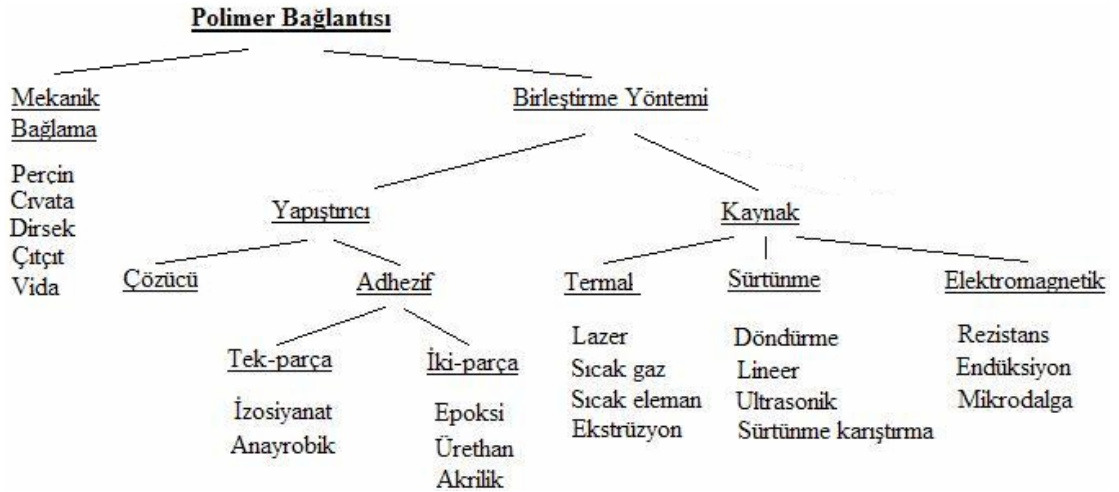 Polimer Bağlantısı
Mekanik
Bağlama
Perçin
Cıvata
Dirsek
Çıtçıt
Vida
Birleştirme Yöntemi
Yapıştırıcı
Kaynak
Çözücü
Adhezif
Tek-parça
İzosiyanat
Anayrobik
İki-parça
Epoksi
Ürethan
Akrilik
Termal
Lazer
Sıcak gaz
Sıcak eleman
Ekstrüzyon
Sürtünme
Döndürme
Lineer
Ultrasonik
Sürtünme karıştırma
Elektromagnetik
Rezistans
Endüksiyon
Mikrodalga